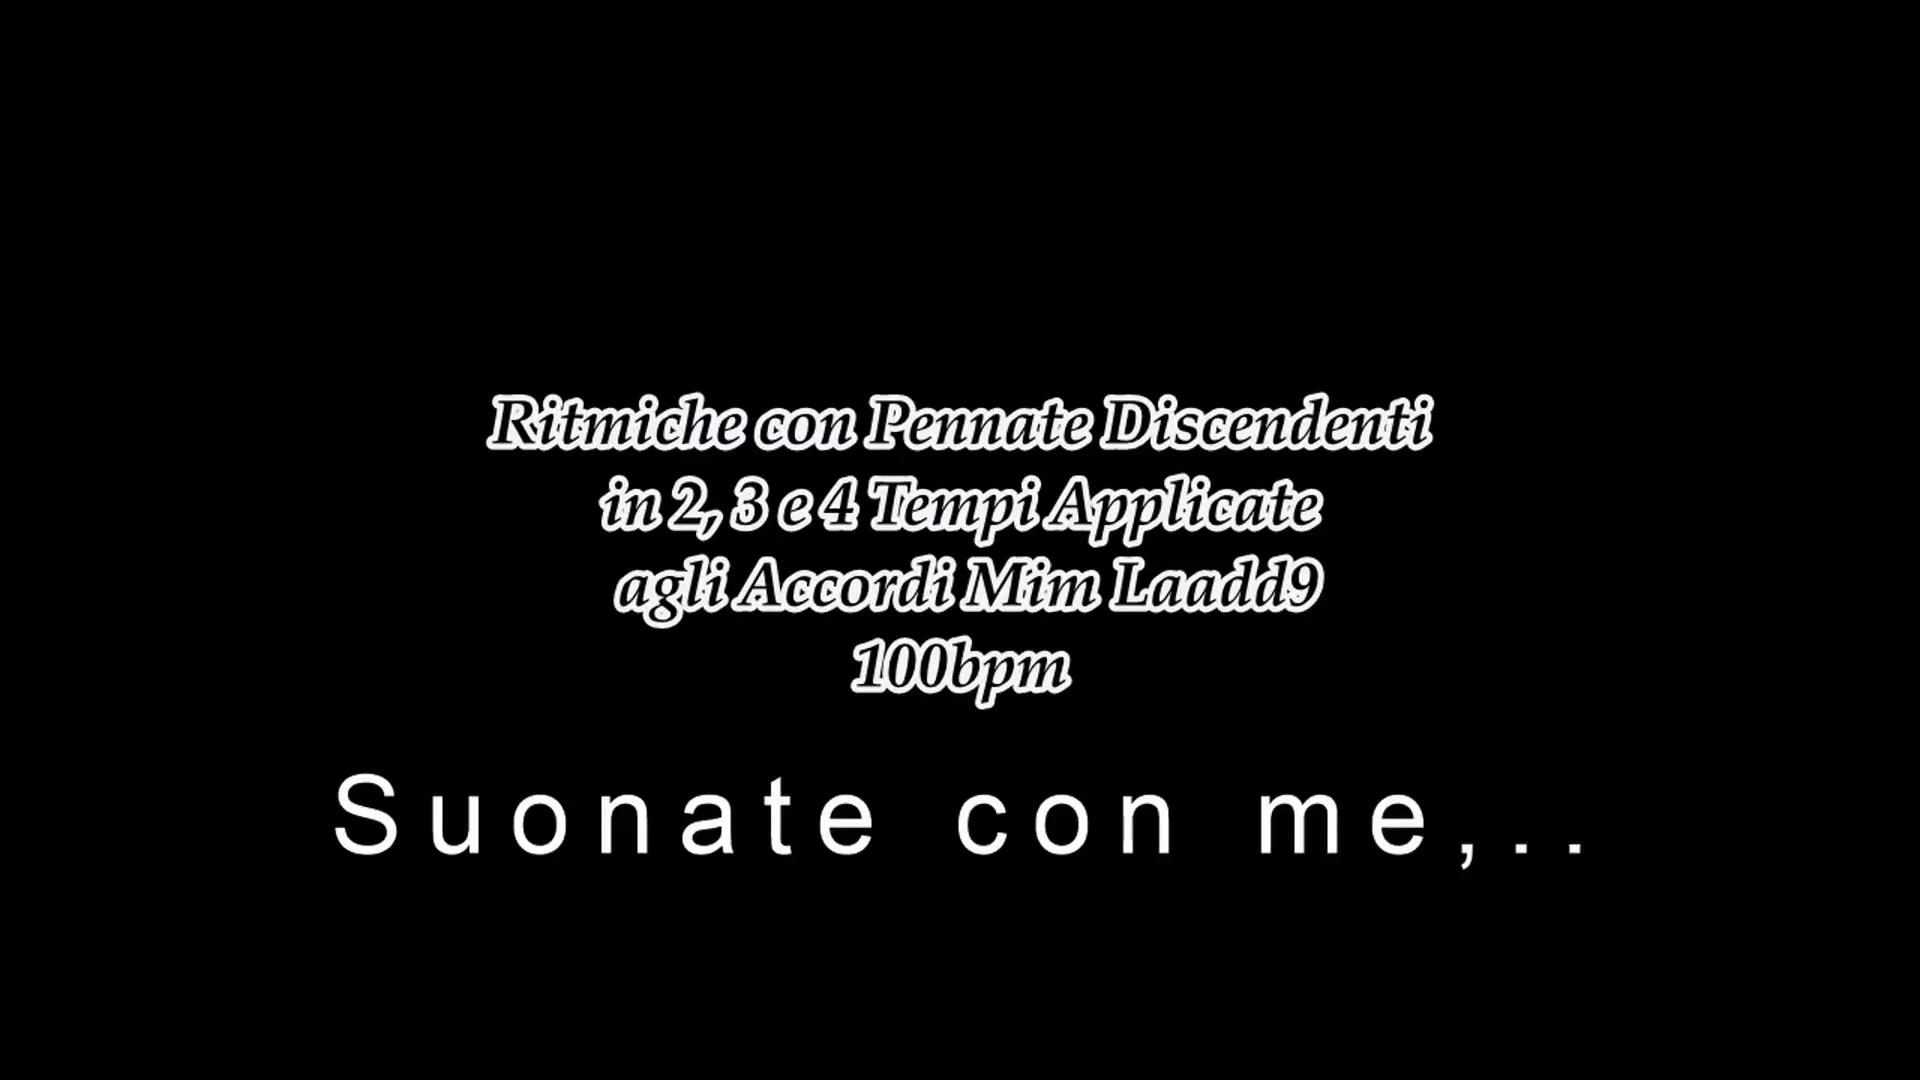 Ritmiche con Pennate Discendenti
in 2, 3 e 4 Tempi Applicate
agli Accordi Mim Laadd9
100bpm
Suonate con me,..